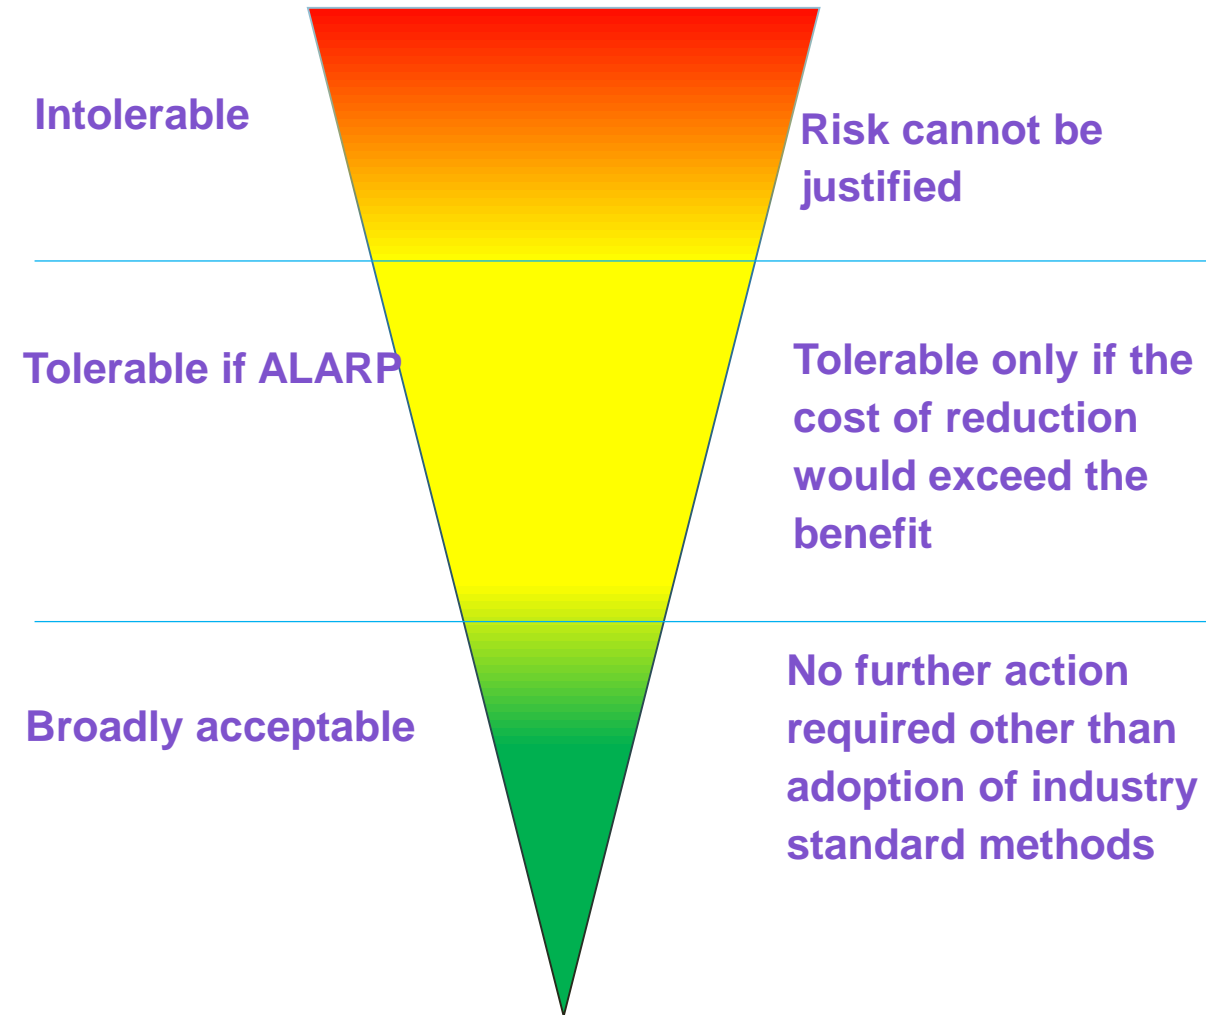 Intolerable
Risk cannot be
justified
Tolerable if ALARP
Tolerable only if the
cost of reduction
would exceed the
benefit
Broadly acceptable
No further action
required other than
adoption of industry
standard methods